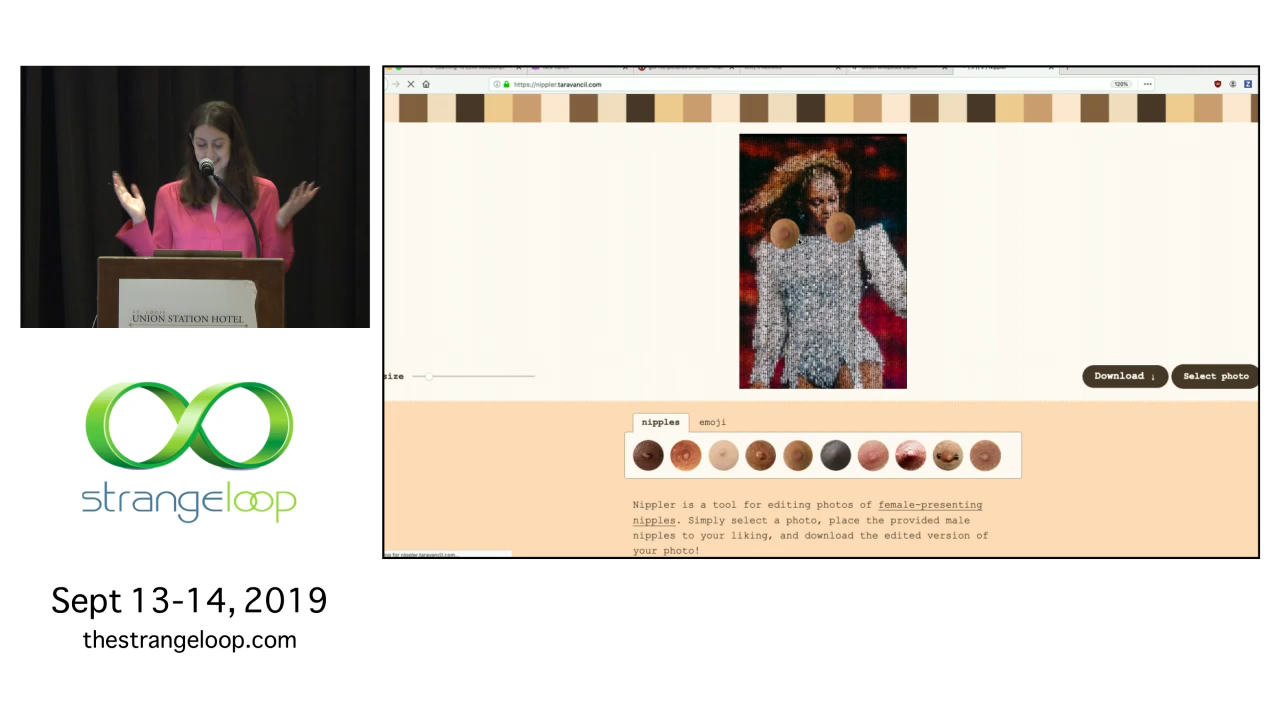 https://nippler.taravancil.com
120%
ST. LOUIS
UNION STATION HOTEL
size
Download ↓
Select photo
nipples
emoji
Nippler is a tool for editing photos of female-presenting
nipples. Simply select a photo, place the provided male
nipples to your liking, and download the edited version of
your photo!
strangeloop
Sept 13-14, 2019
thestrangeloop.com